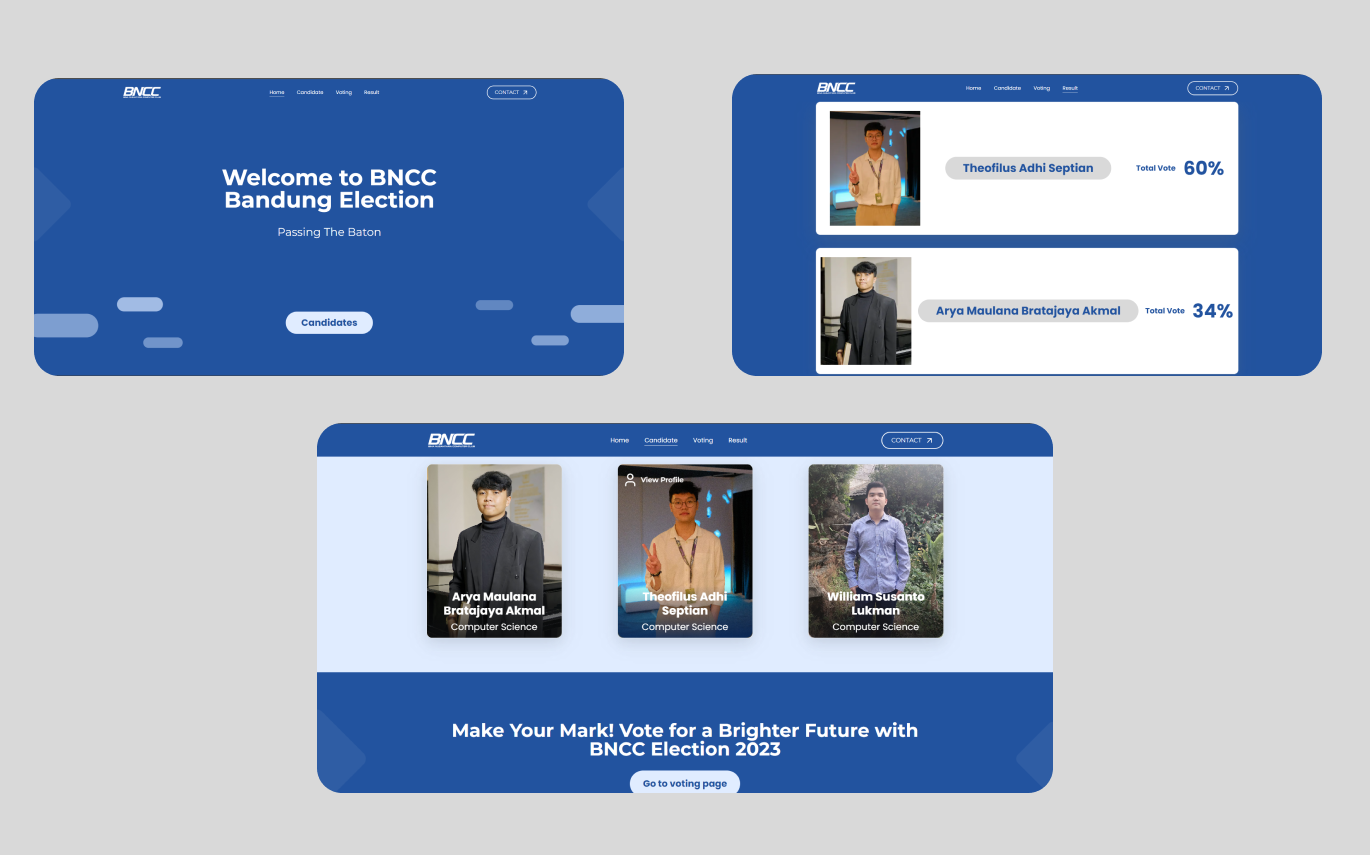 BNCC
Home Candidate Voting Result
CONTACT
Welcome to BNCC
Bandung Election
Passing The Baton
Candidates
BNCC
Home Candidate Voting Result
CONTACT
Theofilus Adhi Septian
Total Vote 60%
Arya Maulana Bratajaya Akmal
Total Vote 34%
BNCC
Home Candidate Voting Result
CONTACT
Arya Maulana
Bratajaya Akmal
Computer Science
View Profile
Theofilus Adhi
Septian
Computer Science
William Susanto
Lukman
Computer Science
Make Your Mark! Vote for a Brighter Future with
BNCC Election 2023
Go to voting page